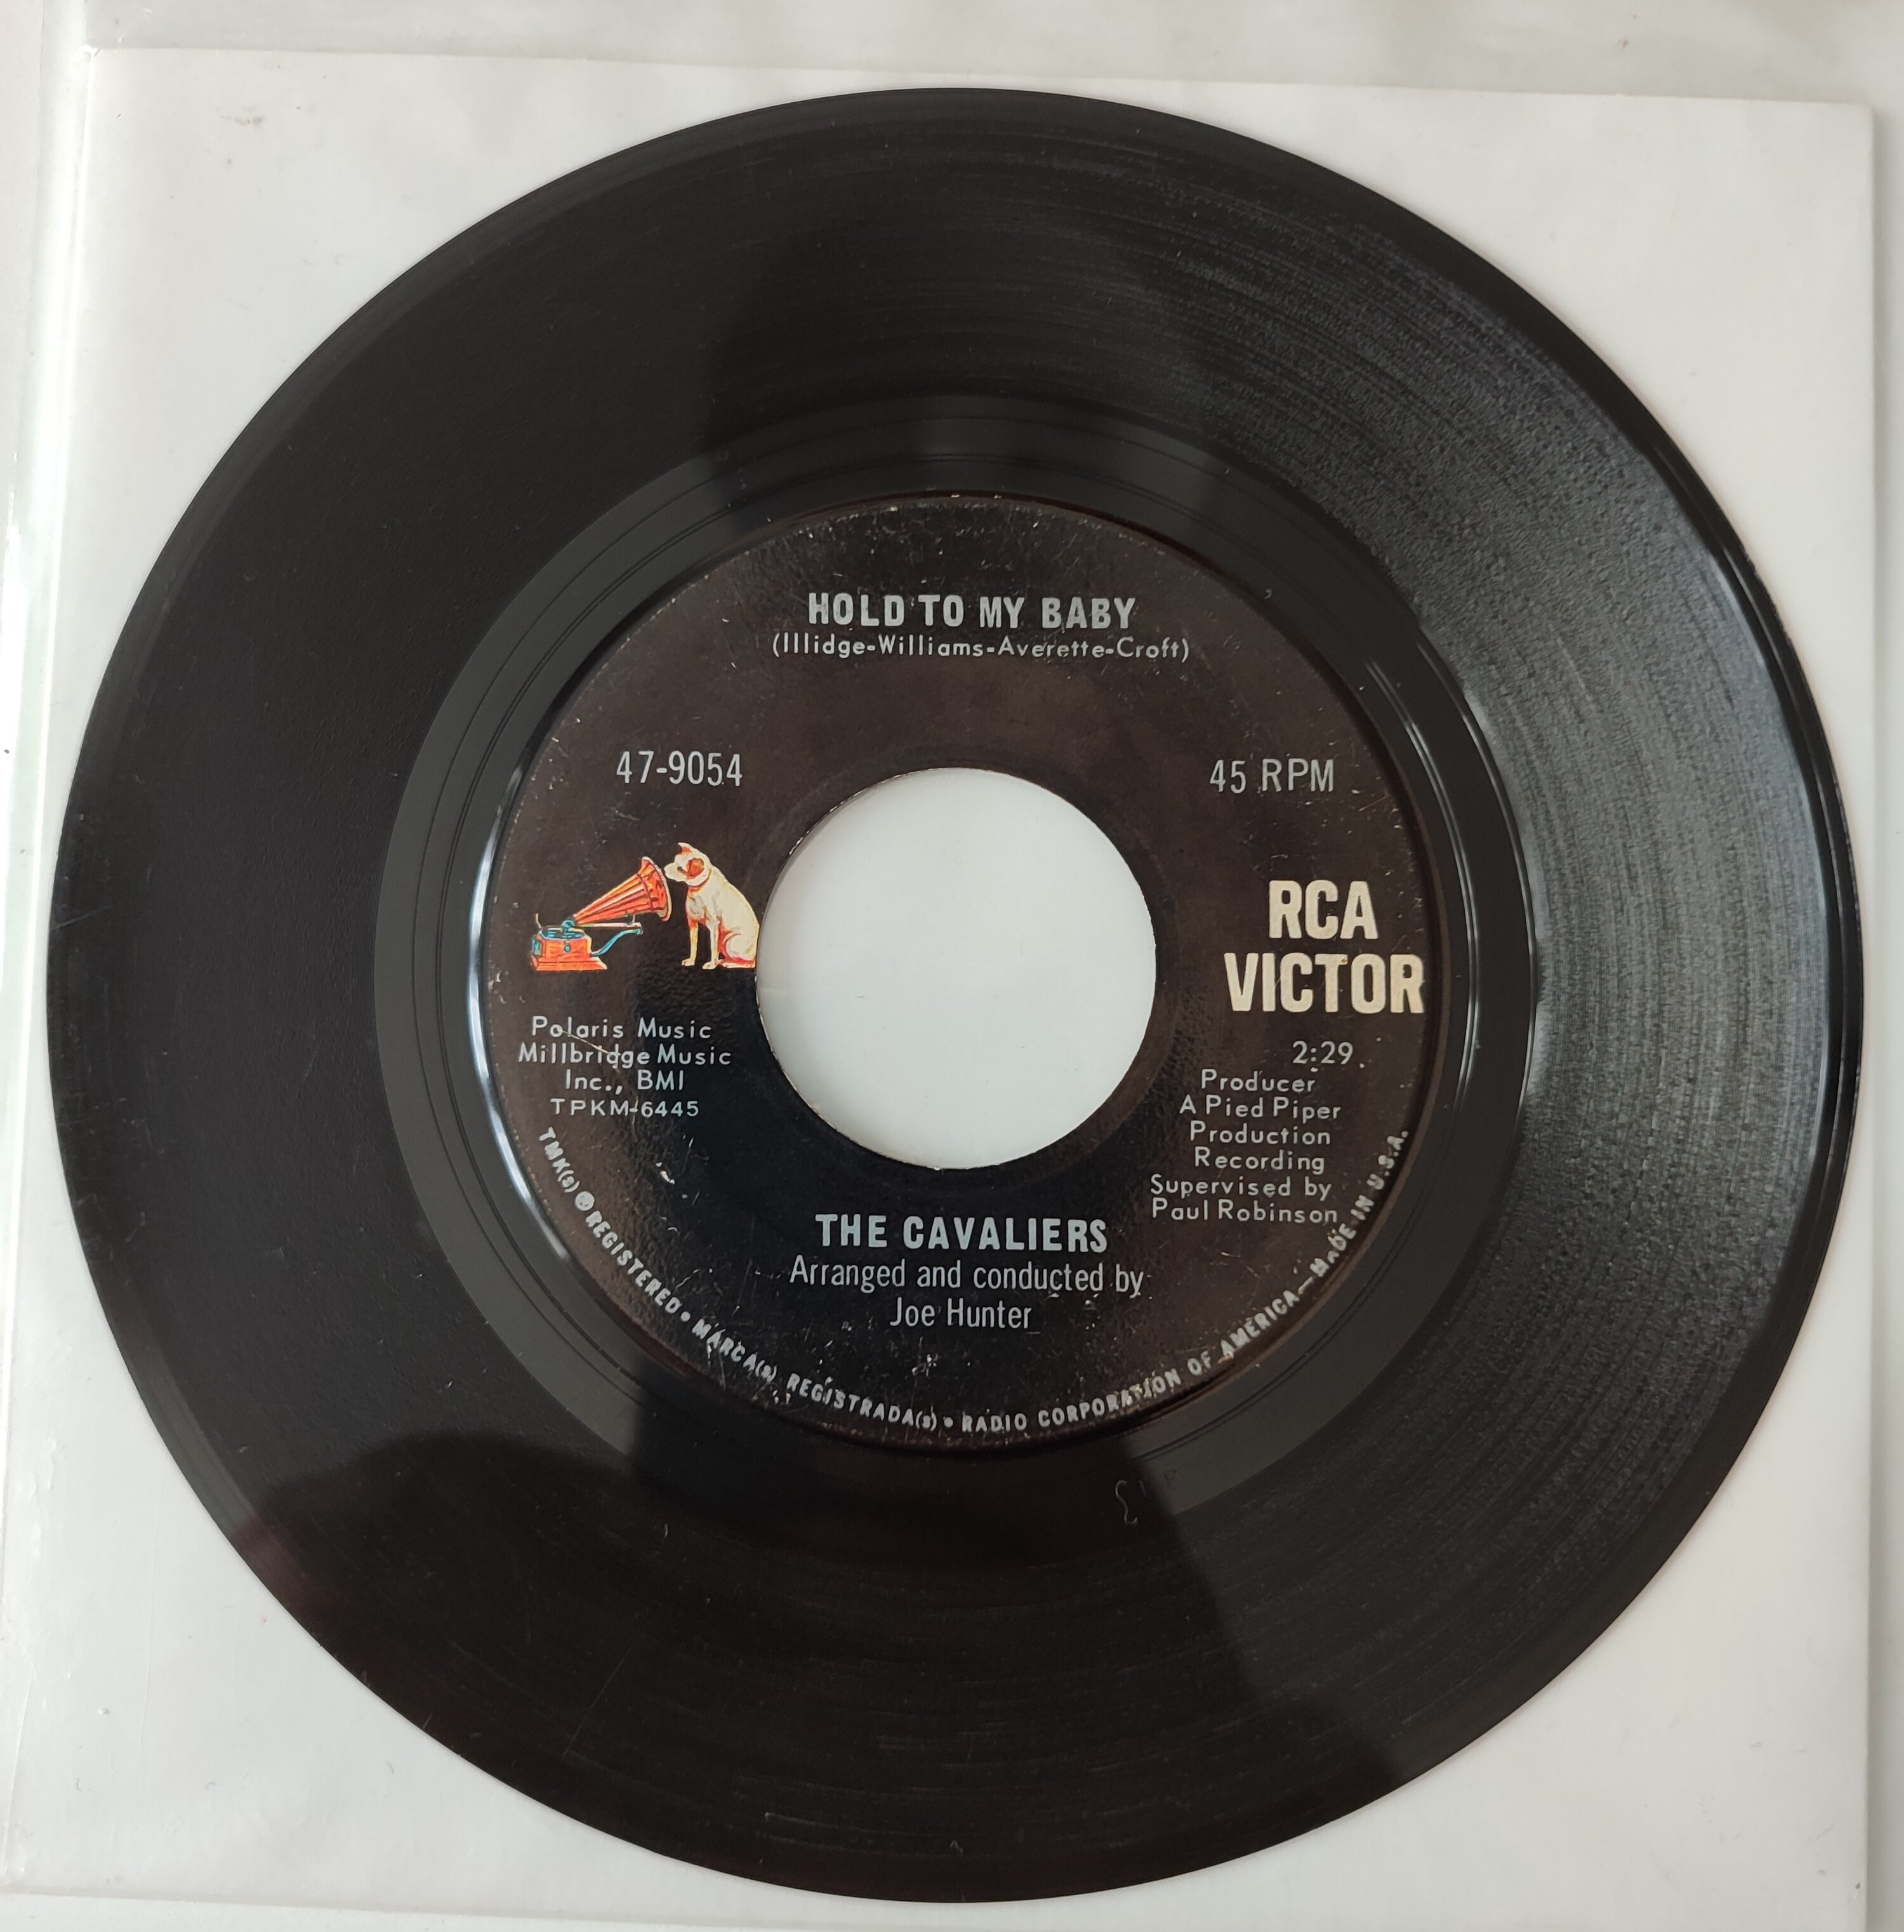 HOLD TO MY BABY
(Illidge-Williams-Averette-Croft)
47-9054
45 RPM
RCA
VICTOR
Polaris Music
Millbridge Music
Inc., BMI
TPKM-6445
2:29
Producer
A Pied Piper
Production
Recording
Supervised by
Paul Robinson
THE CAVALIERS
Arranged and conducted by
Joe Hunter
TMK(s) ® REGISTERED • MARCA(s) REGISTRADA(s) • RADIO CORPORATION OF AMERICA—MADE IN U.S.A.